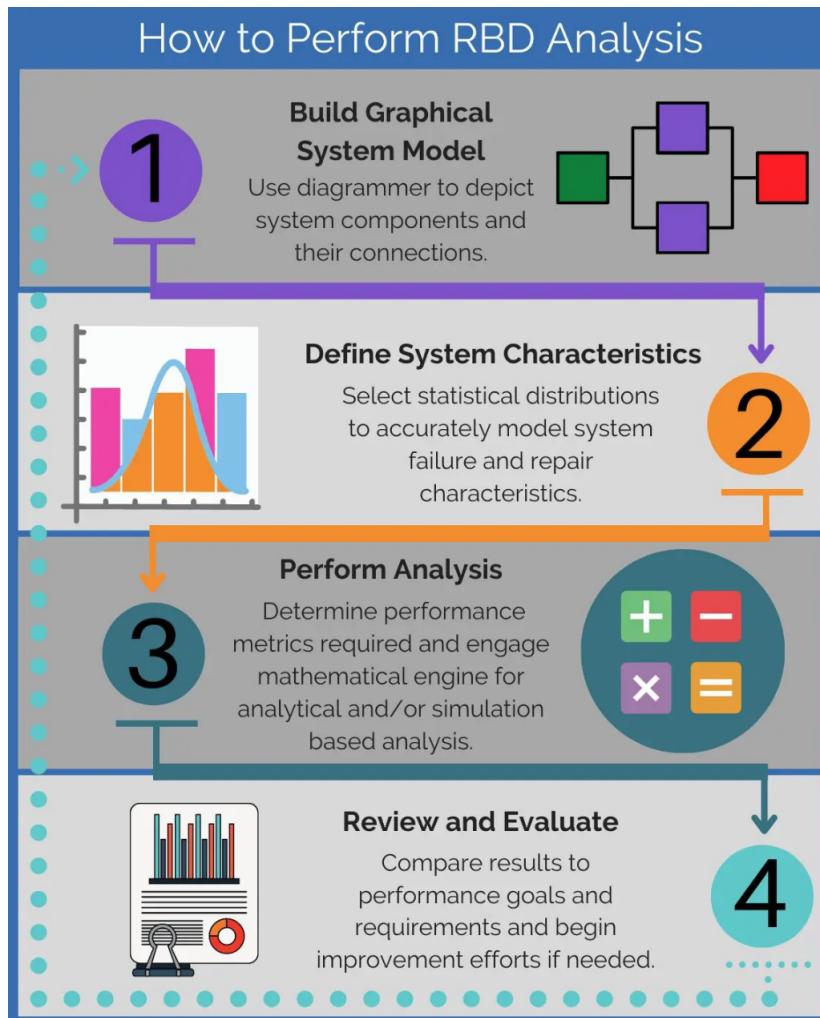 How to Perform RBD Analysis
1
Build Graphical
System Model
Use diagrammer to depict
system components and
their connections.
Define System Characteristics
Select statistical distributions
to accurately model system
failure and repair
characteristics.
2
Perform Analysis
3
Determine performance
metrics required and engage
mathematical engine for
analytical and/or simulation
based analysis.
+ −
× =
Review and Evaluate
Compare results to
performance goals and
requirements and begin
improvement efforts if needed.
4